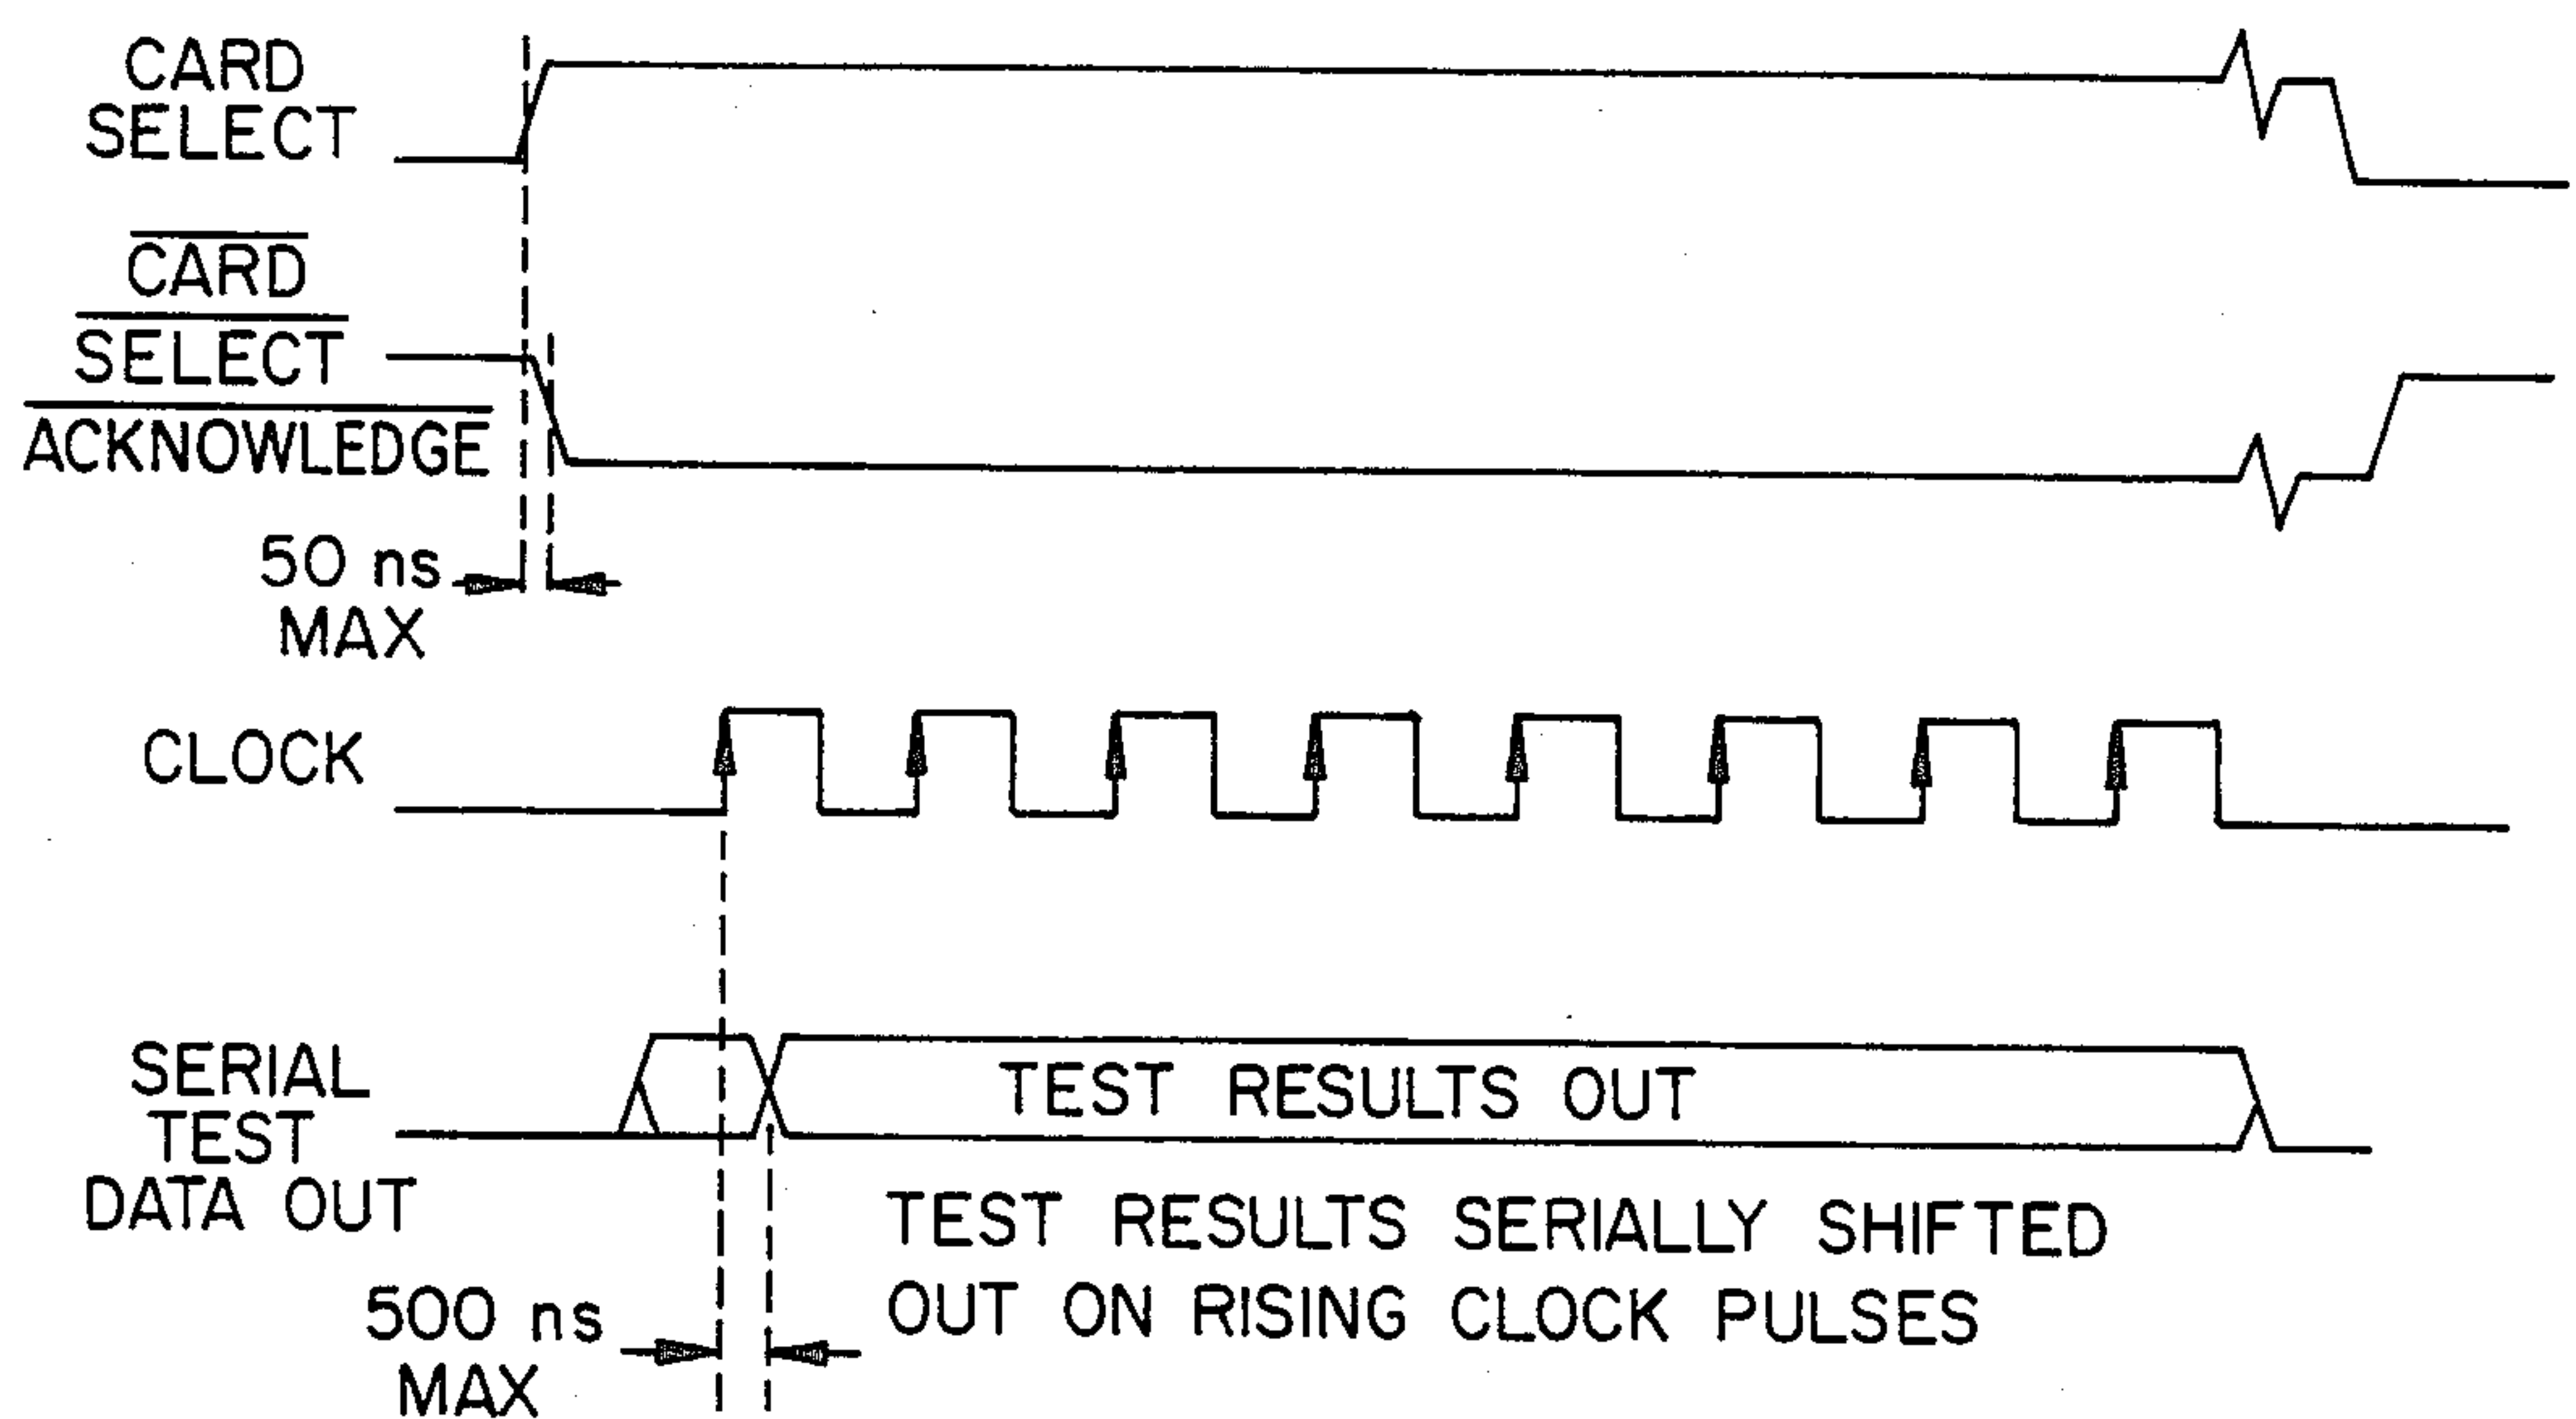 CARD
SELECT
CARD
SELECT
ACKNOWLEDGE
50 ns
MAX
CLOCK
SERIAL
TEST
DATA OUT
TEST RESULTS OUT
TEST RESULTS SERIALLY SHIFTED
OUT ON RISING CLOCK PULSES
500 ns
MAX